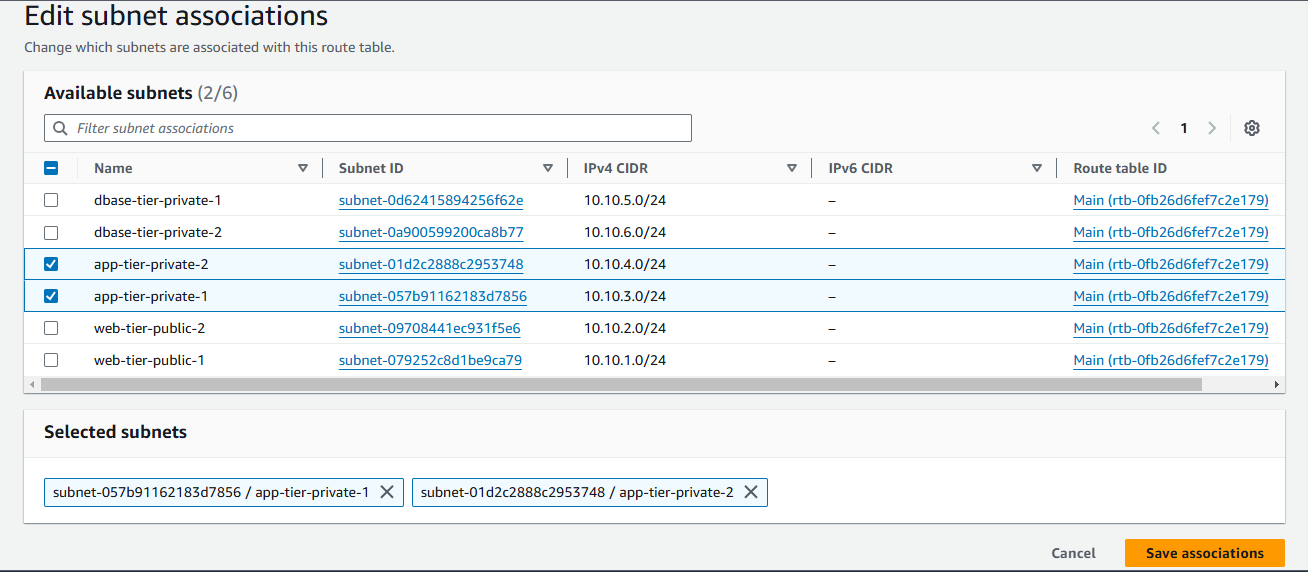 Edit subnet associations
Change which subnets are associated with this route table.
Available subnets (2/6)
Filter subnet associations
1
Name Subnet ID IPv4 CIDR IPv6 CIDR Route table ID
dbase-tier-private-1 subnet-0d62415894256f62e 10.10.5.0/24 – Main (rtb-0fb26d6fef7c2e179)
dbase-tier-private-2 subnet-0a900599200ca8b77 10.10.6.0/24 – Main (rtb-0fb26d6fef7c2e179)
app-tier-private-2 subnet-01d2c2888c2953748 10.10.4.0/24 – Main (rtb-0fb26d6fef7c2e179)
app-tier-private-1 subnet-057b91162183d7856 10.10.3.0/24 – Main (rtb-0fb26d6fef7c2e179)
web-tier-public-2 subnet-09708441ec931f5e6 10.10.2.0/24 – Main (rtb-0fb26d6fef7c2e179)
web-tier-public-1 subnet-079252c8d1be9ca79 10.10.1.0/24 – Main (rtb-0fb26d6fef7c2e179)
Selected subnets
subnet-057b91162183d7856 / app-tier-private-1 subnet-01d2c2888c2953748 / app-tier-private-2
Cancel Save associations